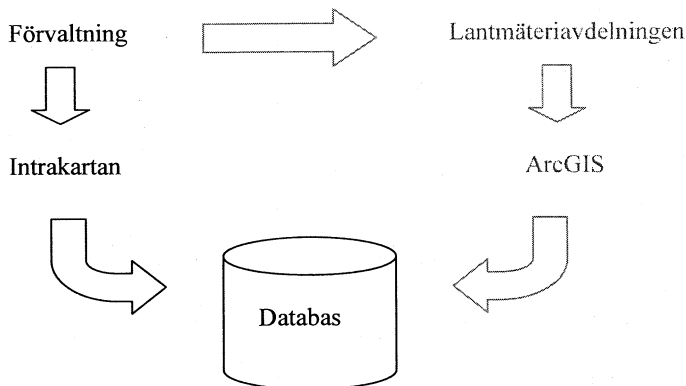 Förvaltning
Lantmäteriavdelningen
Intrakartan
ArcGIS
Databas